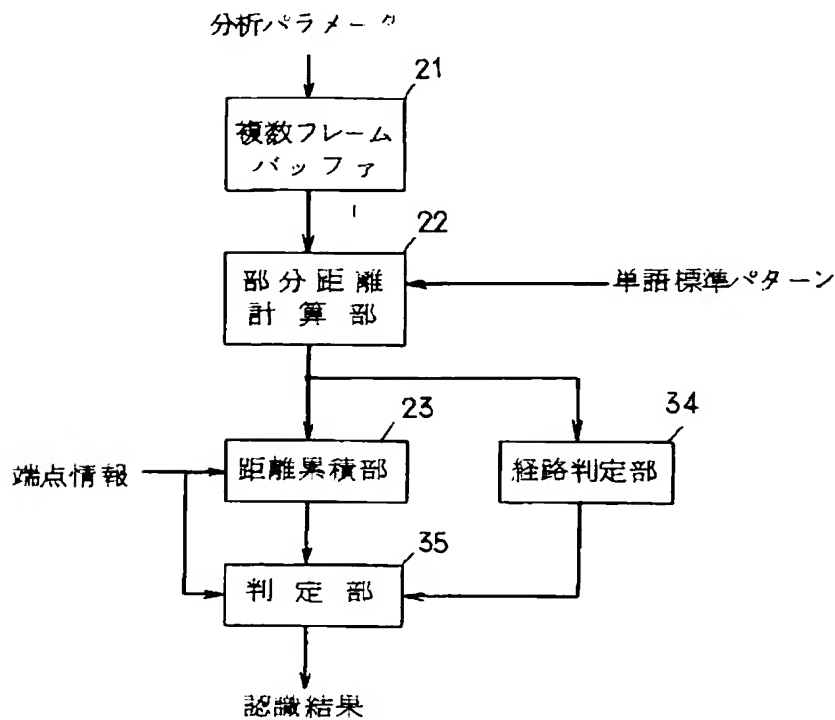 分析パラメータ
21
複数フレーム
バッファ
22
部分距離
計算部
単語標準パターン
23
34
端点情報
距離累積部
経路判定部
35
判定部
認識結果